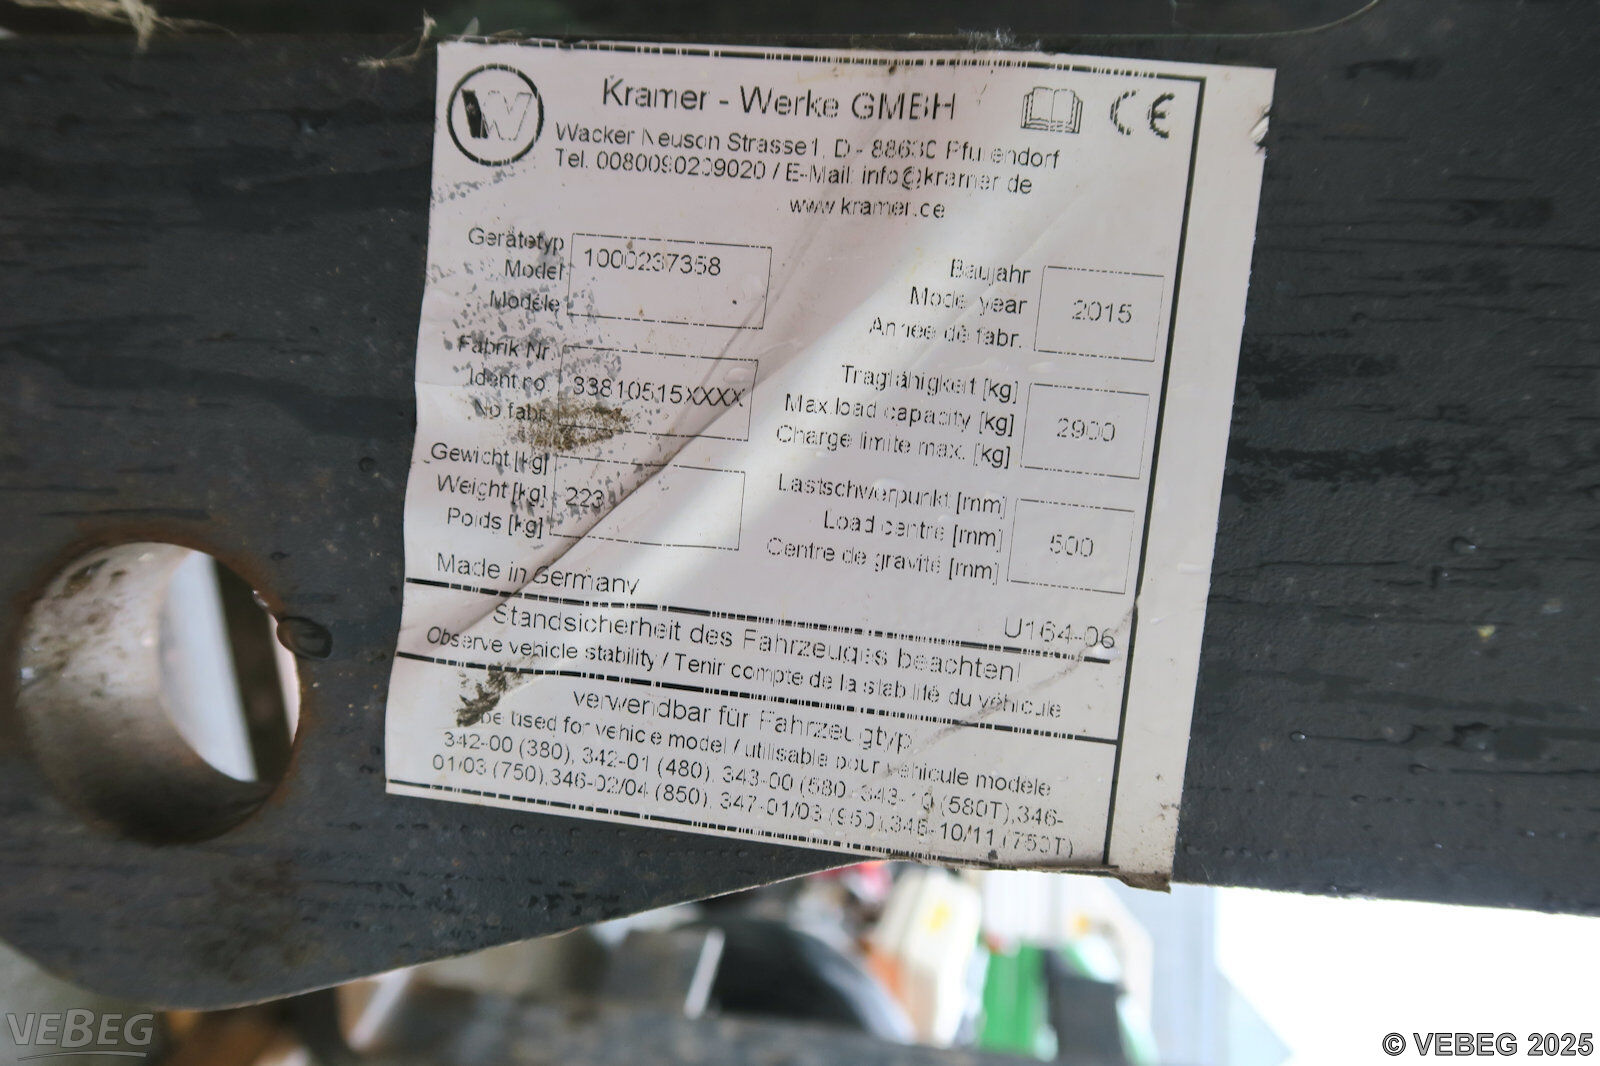 Kramer - Werke GMBH
CE
Wacker Neuson Strasse 1, D - 88630 Pfullendorf
Tel. 0080090209020 / E-Mail: info@kramer.de
www.kramer.de
Gerätetyp
Model
Modèle
1000237358
Baujahr
Model year
Année de fabr.
2015
Fabrik Nr.
Ident.no.
No.fabr.
33810515XXXX
Tragfähigkeit [kg]
Max.load capacity [kg]
Charge limite max. [kg]
2900
Gewicht [kg]
Weight [kg]
Poids [kg]
223
Lastschwerpunkt [mm]
Load centre [mm]
Centre de gravité [mm]
500
Made in Germany
U164-06
Standsicherheit des Fahrzeuges beachten!
Observe vehicle stability / Tenir compte de la stabilité du véhicule
verwendbar für Fahrzeugtyp
be used for vehicle model / utilisable pour véhicule modèle
342-00 (380), 342-01 (480), 343-00 (580), 343-10 (580T), 346-
01/03 (750), 346-02/04 (850), 347-01/03 (950), 346-10/11 (750T)
VEBEG
© VEBEG 2025